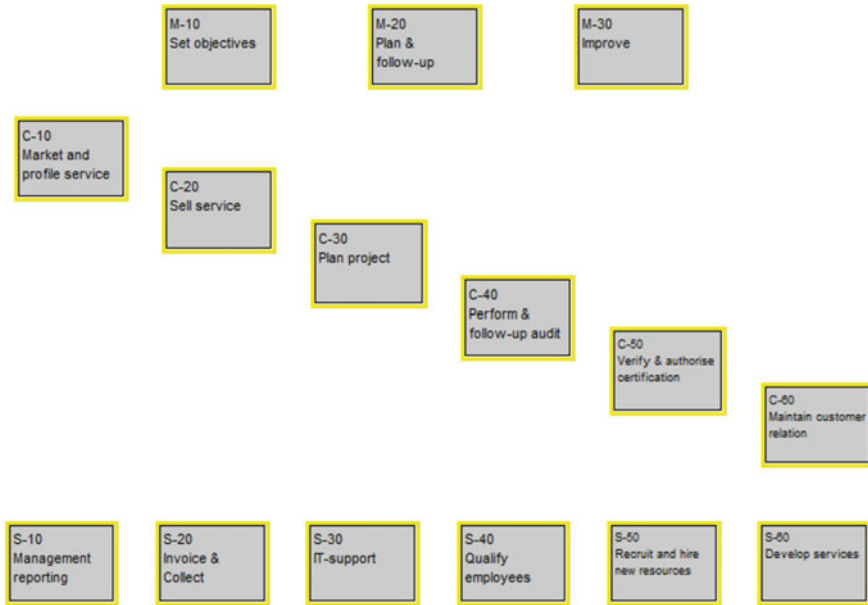 M-10
Set objectives
M-20
Plan &
follow-up
M-30
Improve
C-10
Market and
profile service
C-20
Sell service
C-30
Plan project
C-40
Perform &
follow-up audit
C-50
Verify & authorise
certification
C-60
Maintain customer
relation
S-10
Management
reporting
S-20
Invoice &
Collect
S-30
IT-support
S-40
Qualify
employees
S-50
Recruit and hire
new resources
S-60
Develop services